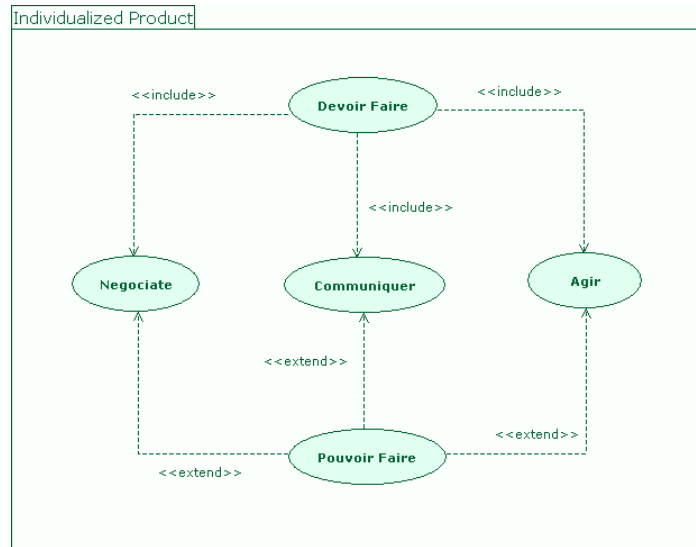 Individualized Product
<<include>>
<<include>>
Devoir Faire
<<include>>
Negociate
Communiquer
Agir
<<extend>>
<<extend>>
Pouvoir Faire
<<extend>>